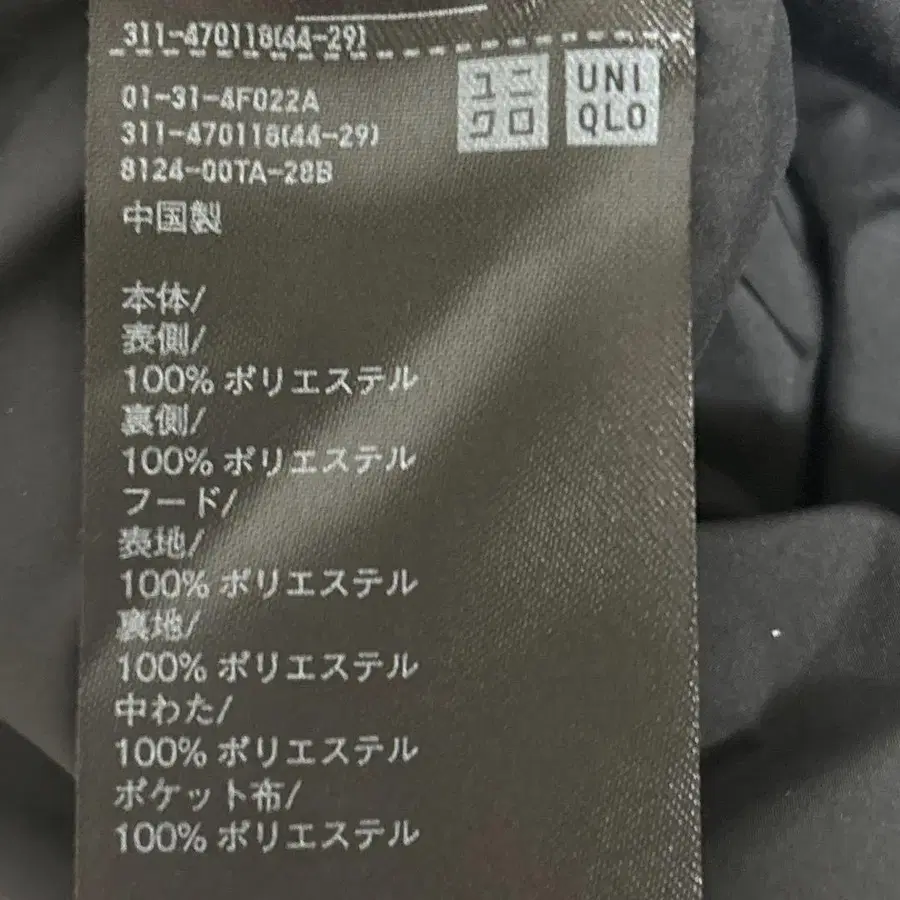 311-470118(44-29)
ユニ
クロ
UNI
QLO
01-31-4F022A
311-470118(44-29)
8124-00TA-28B
中国製
本体/
表側/
100% ポリエステル
裏側/
100% ポリエステル
フード/
表地/
100% ポリエステル
裏地/
100% ポリエステル
中わた/
100% ポリエステル
ポケット布/
100% ポリエステル